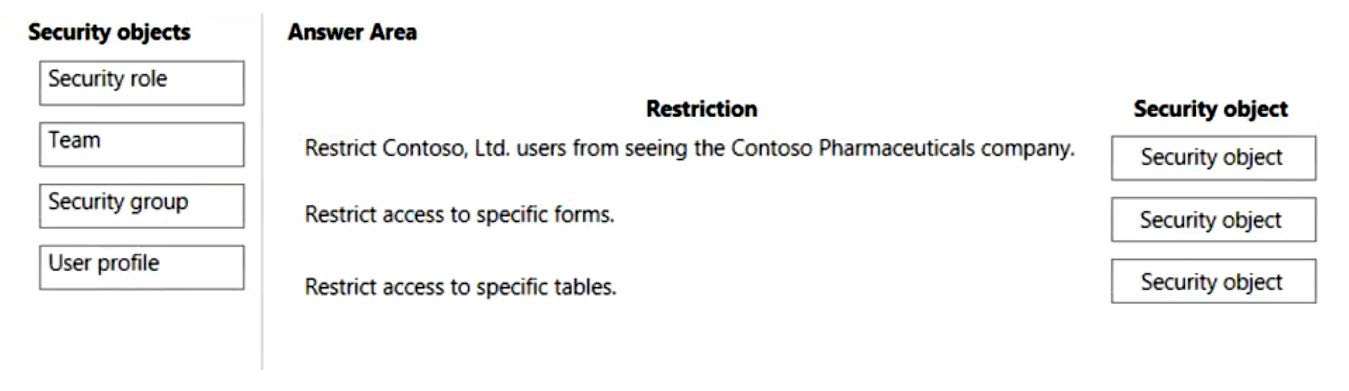 Security objects
Answer Area
Security role
Team
Security group
User profile
Restriction
Security object
Restrict Contoso, Ltd. users from seeing the Contoso Pharmaceuticals company.
Security object
Restrict access to specific forms.
Security object
Restrict access to specific tables.
Security object